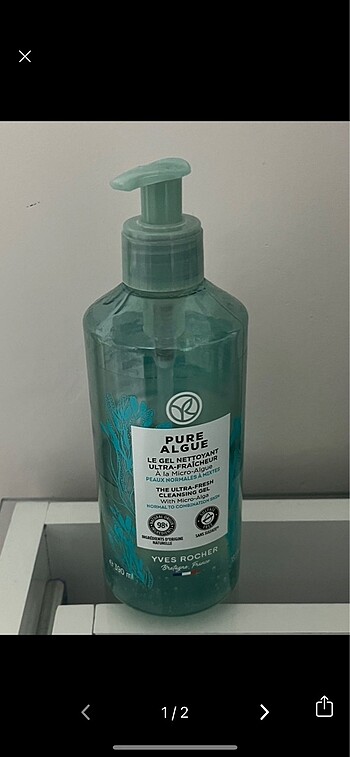 PURE
ALGUE
LE GEL NETTOYANT
ULTRA-FRAÎCHEUR
À la Micro-Algue
PEAUX NORMALES À MIXTES
THE ULTRA-FRESH
CLEANSING GEL
With Micro-Alga
NORMAL TO COMBINATION SKIN
98%
INGRÉDIENTS D'ORIGINE
NATURELLE
YVES ROCHER
Bretagne, France
390 ml
1/2